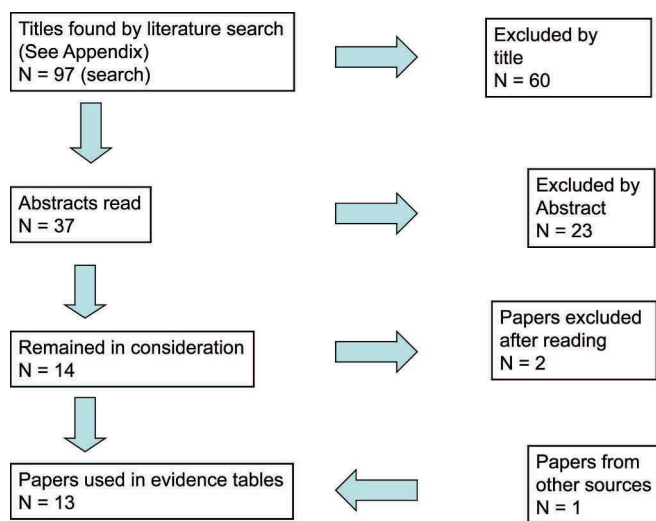 Titles found by literature search
(See Appendix)
N = 97 (search)
Excluded by
title
N = 60
Abstracts read
N = 37
Excluded by
Abstract
N = 23
Remained in consideration
N = 14
Papers excluded
after reading
N = 2
Papers used in evidence tables
N = 13
Papers from
other sources
N = 1